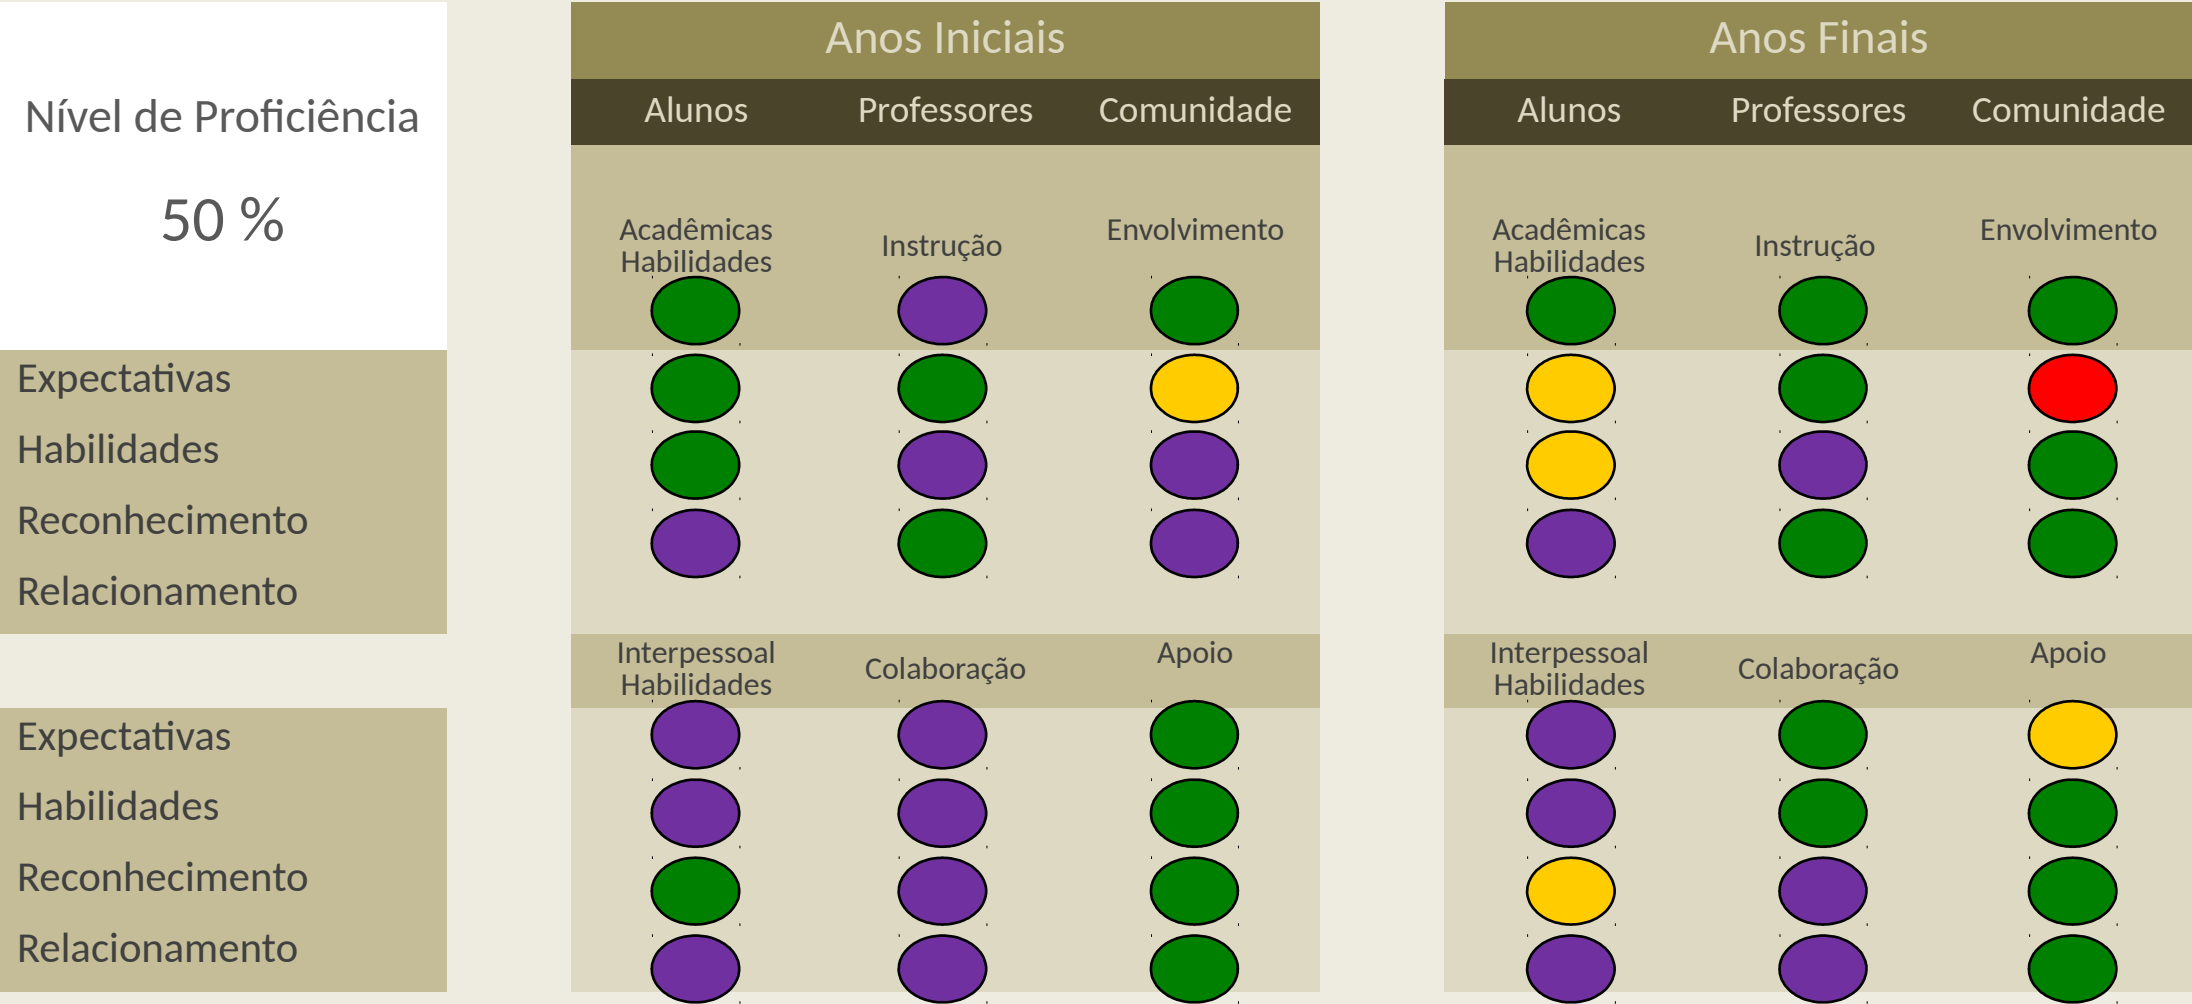 Nível de Proficiência
50 %
Expectativas
Habilidades
Reconhecimento
Relacionamento
Expectativas
Habilidades
Reconhecimento
Relacionamento
Anos Iniciais
Alunos Professores Comunidade
Acadêmicas
Habilidades
Instrução
Envolvimento
Interpessoal
Habilidades
Colaboração
Apoio
Anos Finais
Alunos Professores Comunidade
Acadêmicas
Habilidades
Instrução
Envolvimento
Interpessoal
Habilidades
Colaboração
Apoio